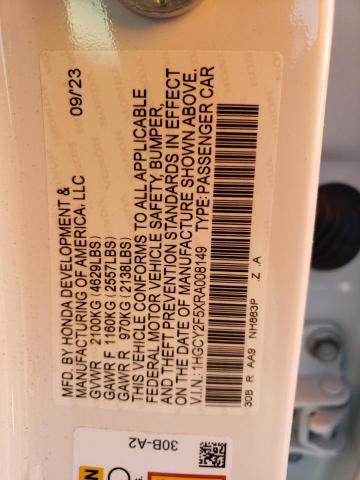 MFD. BY HONDA DEVELOPMENT & 09/23
MANUFACTURING OF AMERICA, LLC
GVWR 2100KG (4629LBS)
GAWR F 1160KG (2557LBS)
GAWR R 970KG (2138LBS)
THIS VEHICLE CONFORMS TO ALL APPLICABLE
FEDERAL MOTOR VEHICLE SAFETY, BUMPER,
AND THEFT PREVENTION STANDARDS IN EFFECT
ON THE DATE OF MANUFACTURE SHOWN ABOVE.
V.I.N.: 1HGCY2F5XRA008149 TYPE: PASSENGER CAR
30B R AA9 NH883P .Z .A
30B-A2